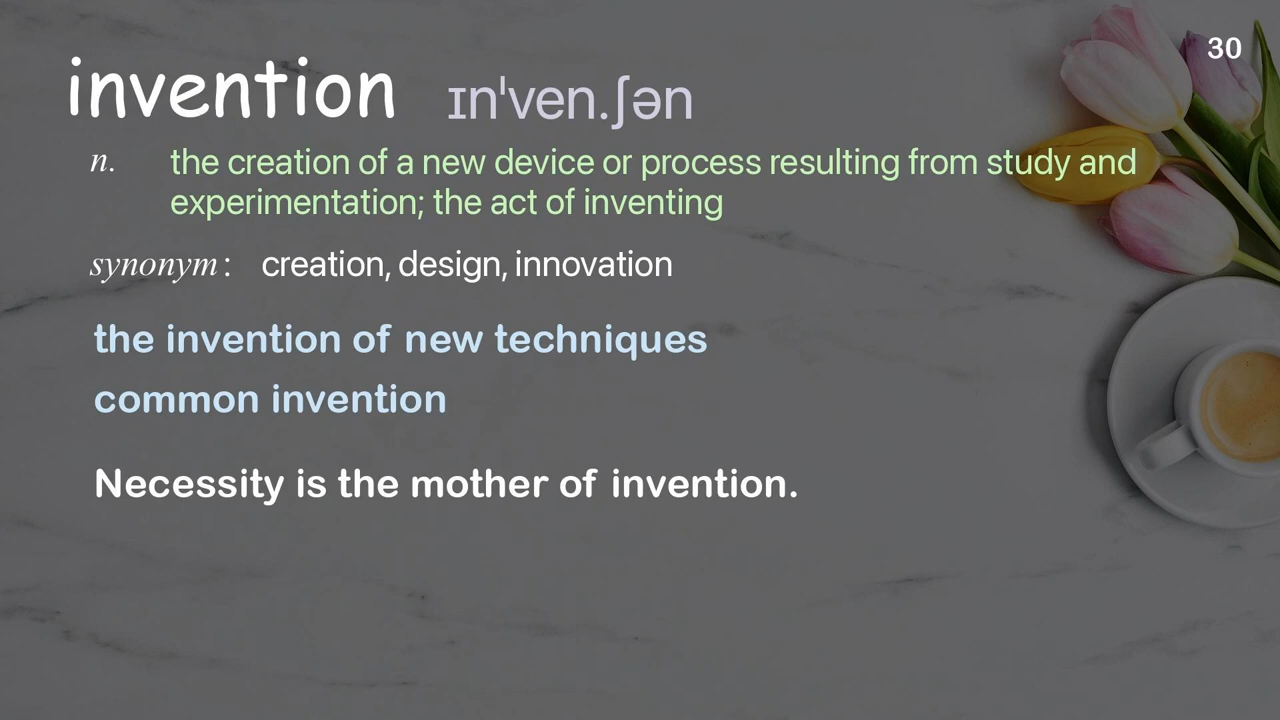 30
invention ɪnˈven.ʃən
n. the creation of a new device or process resulting from study and
experimentation; the act of inventing
synonym : creation, design, innovation
the invention of new techniques
common invention
Necessity is the mother of invention.